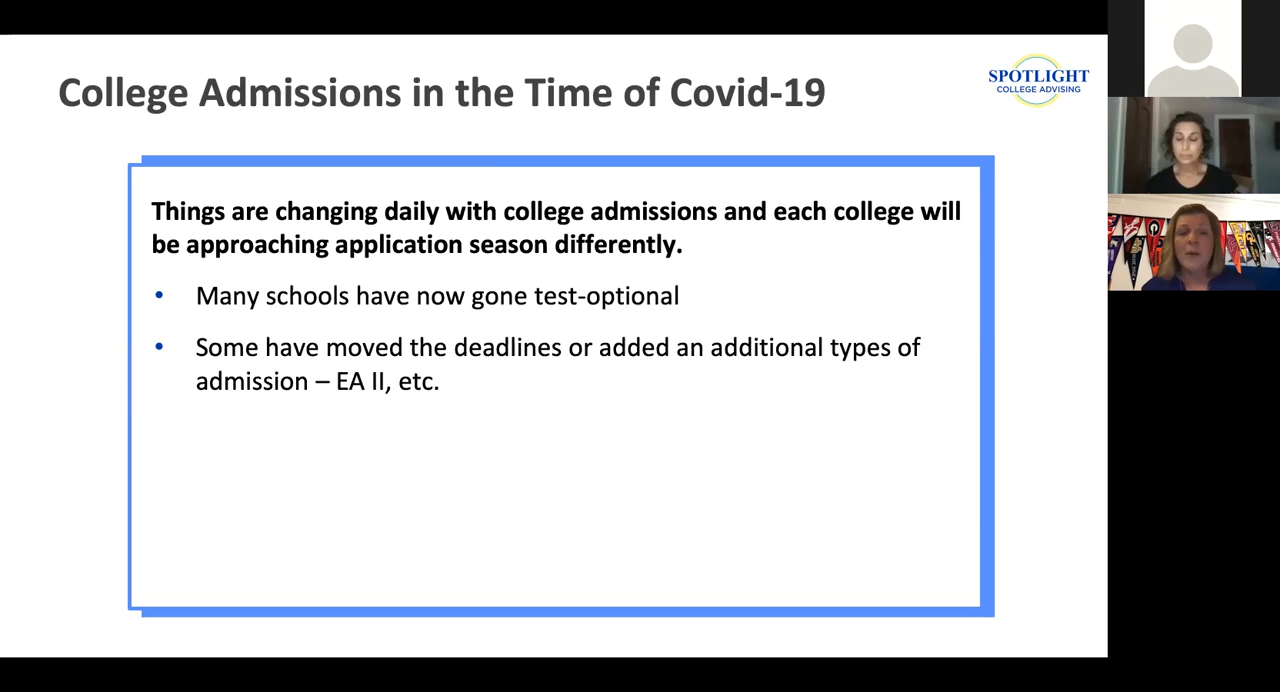 College Admissions in the Time of Covid-19
SPOTLIGHT
COLLEGE ADVISING
Things are changing daily with college admissions and each college will
be approaching application season differently.
• Many schools have now gone test-optional
• Some have moved the deadlines or added an additional types of
admission – EA II, etc.